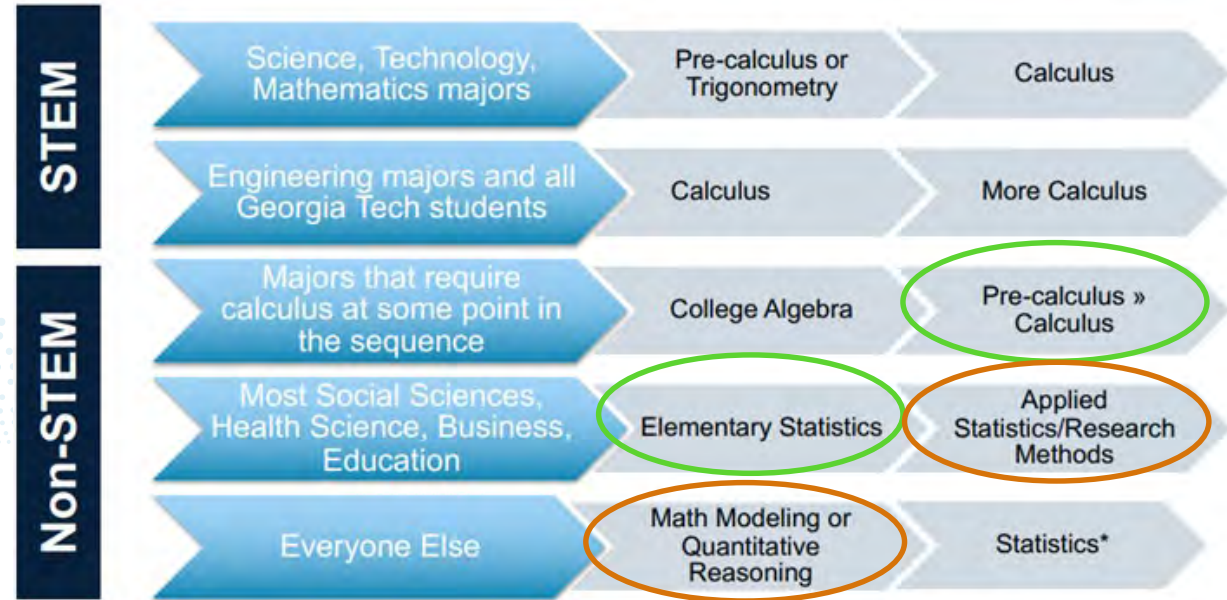 STEM
Science, Technology,
Mathematics majors
Pre-calculus or
Trigonometry
Calculus
Engineering majors and all
Georgia Tech students
Calculus
More Calculus
Non-STEM
Majors that require
calculus at some point in
the sequence
College Algebra
Pre-calculus »
Calculus
Most Social Sciences,
Health Science, Business,
Education
Elementary Statistics
Applied
Statistics/Research
Methods
Everyone Else
Math Modeling or
Quantitative
Reasoning
Statistics*